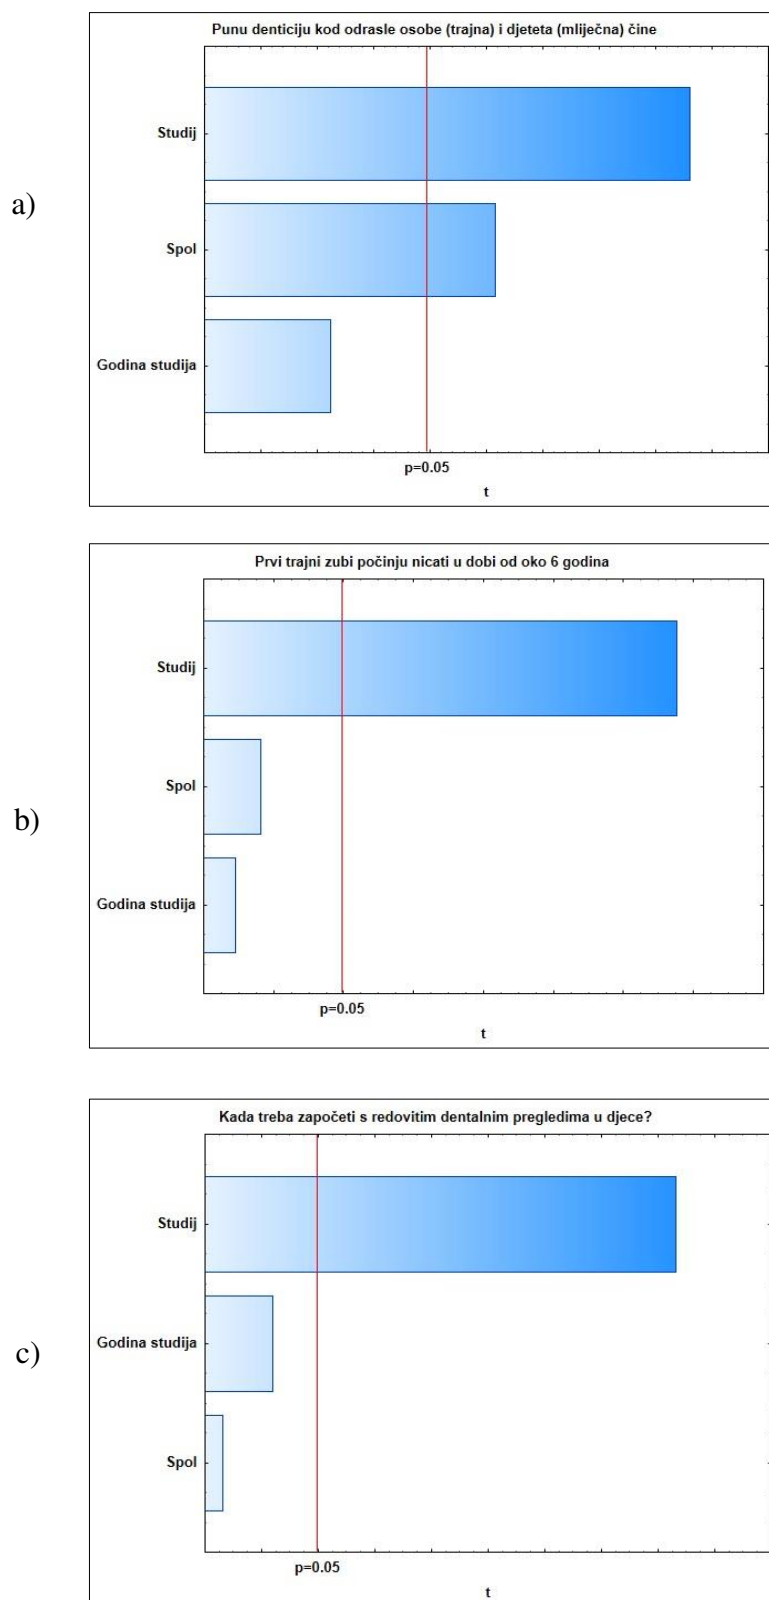 Punu denticiju kod odrasle osobe (trajna) i djeteta (mliječna) čine
a)
Studij
Spol
Godina studija
p=0.05
t
Prvi trajni zubi počinju nicati u dobi od oko 6 godina
b)
Studij
Spol
Godina studija
p=0.05
t
Kada treba započeti s redovitim dentalnim pregledima u djece?
c)
Studij
Godina studija
Spol
p=0.05
t